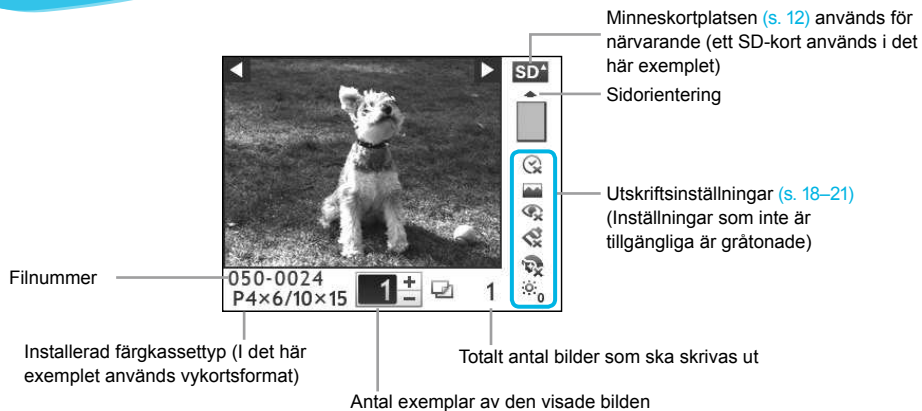 Minneskortplatsen (s. 12) används för
närvarande (ett SD-kort används i det
här exemplet)
SD
Sidorientering
Utskriftsinställningar (s. 18–21)
(Inställningar som inte är
tillgängliga är gråtonade)
0
Filnummer
050-0024
P4×6/10×15
1 + −
1
Installerad färgkassettyp (I det här
exemplet används vykortsformat)
Totalt antal bilder som ska skrivas ut
Antal exemplar av den visade bilden